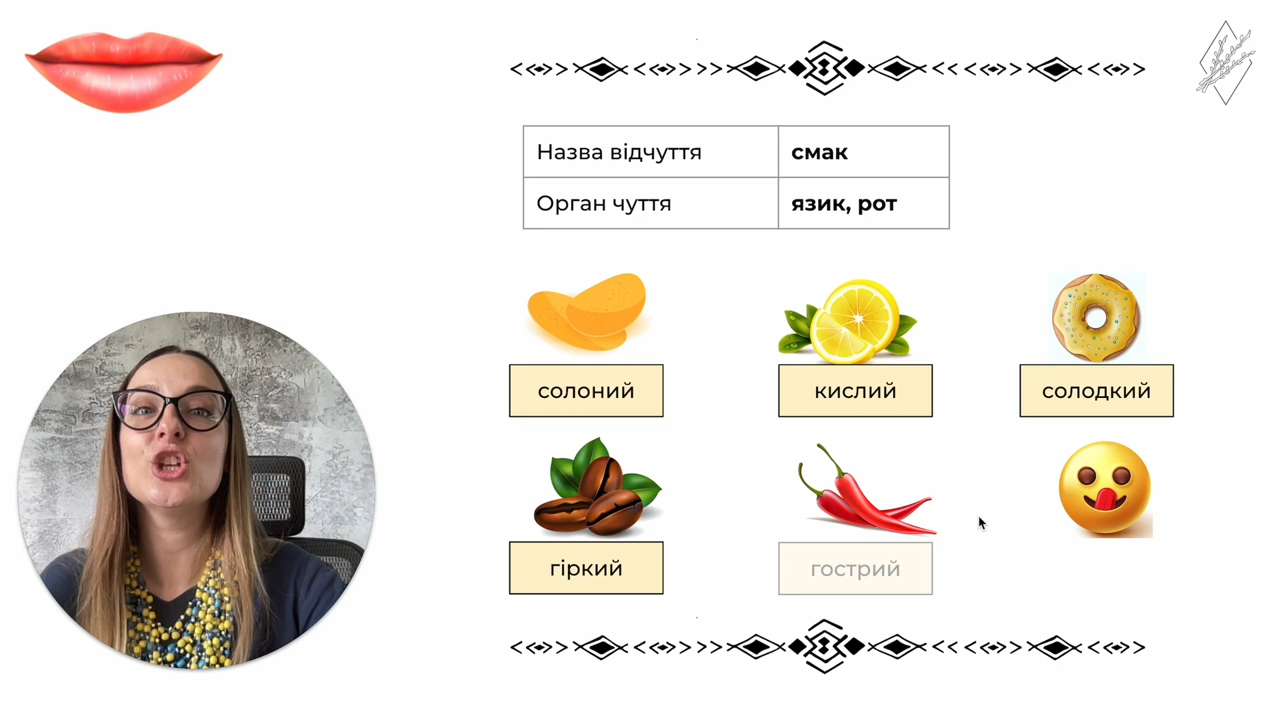 Назва відчуття смак
Орган чуття язик, рот
солоний кислий солодкий
гіркий гострий